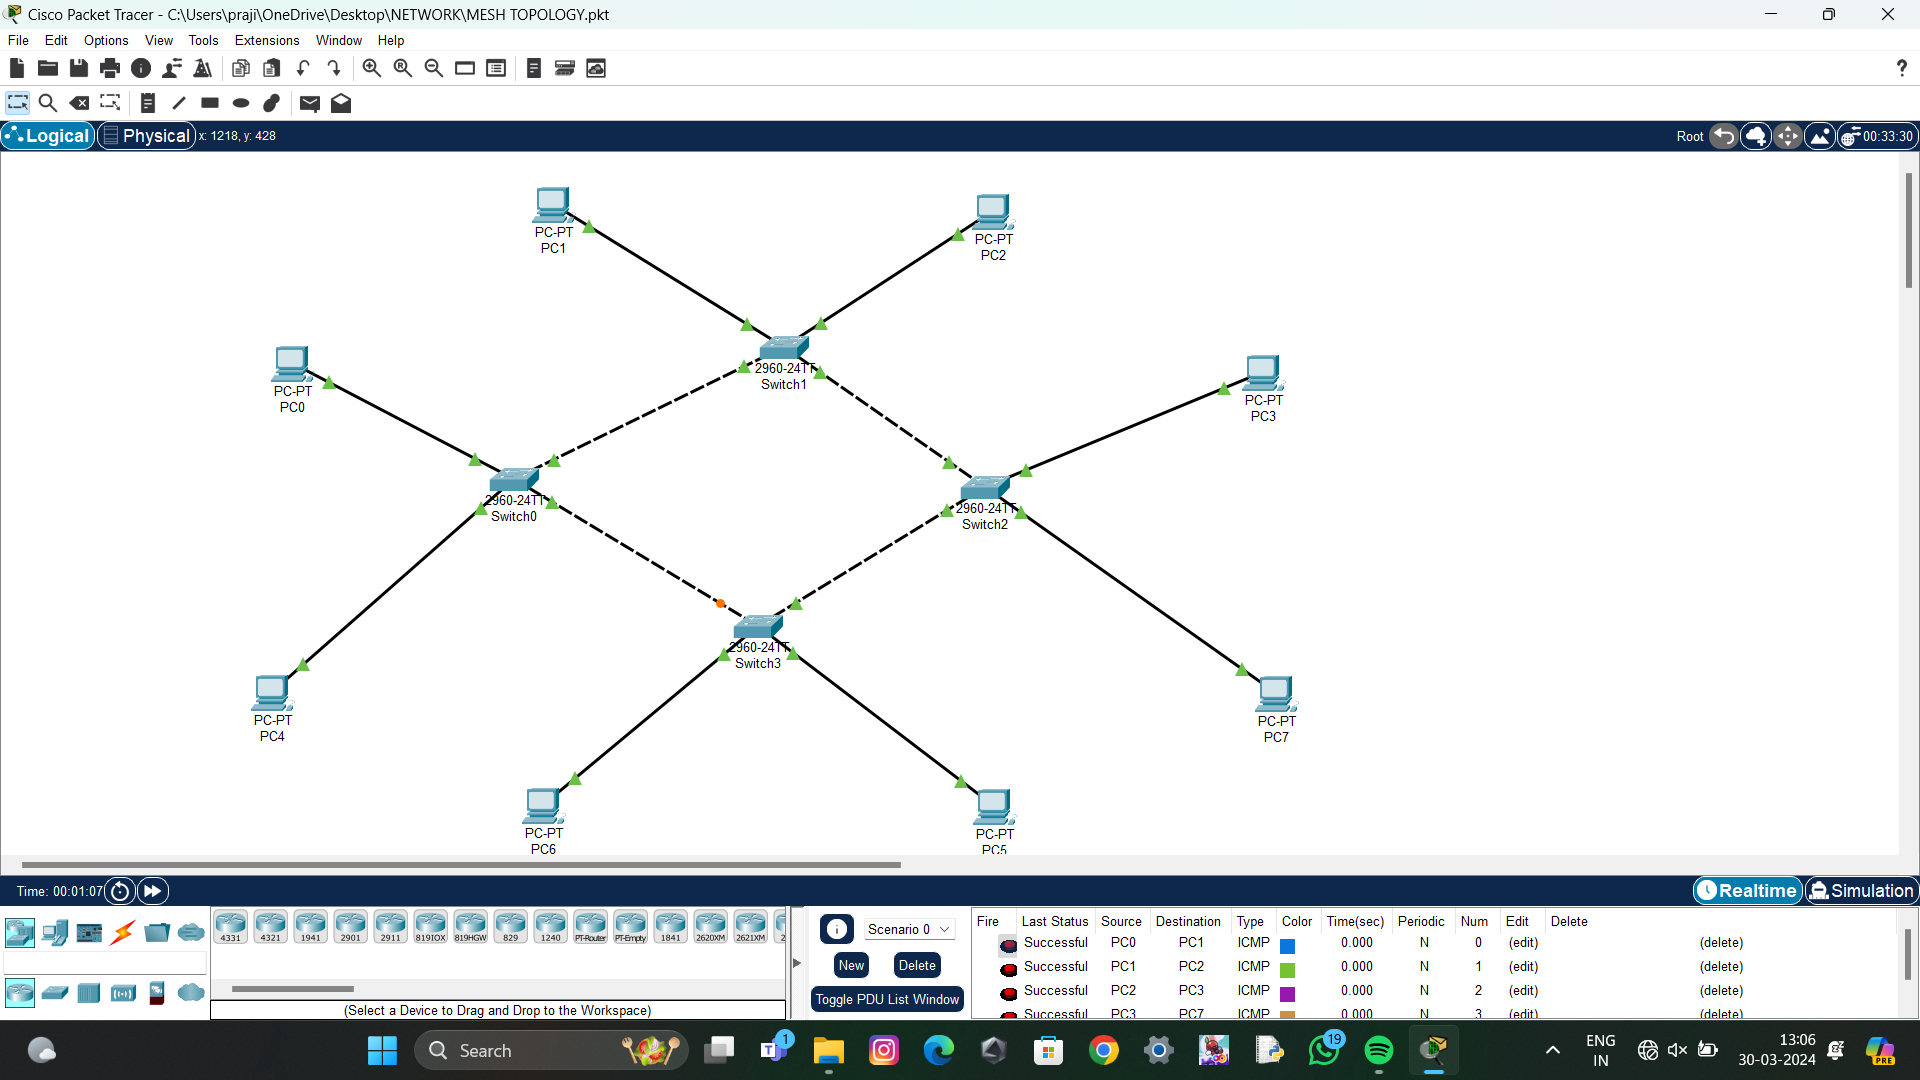 Cisco Packet Tracer - C:\Users\praji\OneDrive\Desktop\NETWORK\MESH TOPOLOGY.pkt
File Edit Options View Tools Extensions Window Help
Logical Physical x: 1218, y: 428 Root 00:33:30
PC-PT
PC1
PC-PT
PC2
2960-24TT
Switch1
PC-PT
PC0
PC-PT
PC3
2960-24TT
Switch0
2960-24TT
Switch2
2960-24TT
Switch3
PC-PT
PC4
PC-PT
PC7
PC-PT
PC6
PC-PT
PC5
Time: 00:01:07 Realtime Simulation
4331 4321 1941 2901 2911 819IOX 819HGW 829 1240 PT-Router PT-Empty 1841 2620XM 2621XM 2
(Select a Device to Drag and Drop to the Workspace)
Scenario 0
New Delete
Toggle PDU List Window
Fire Last Status Source Destination Type Color Time(sec) Periodic Num Edit Delete
Successful PC0 PC1 ICMP 0.000 N 0 (edit) (delete)
Successful PC1 PC2 ICMP 0.000 N 1 (edit) (delete)
Successful PC2 PC3 ICMP 0.000 N 2 (edit) (delete)
Successful PC3 PC7 ICMP 0.000 N 3 (edit) (delete)
Search
1
19
ENG
IN
13:06
30-03-2024
PRE